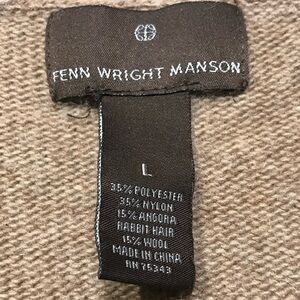 FENN WRIGHT MANSON
L
35% POLYESTER
35% NYLON
15% ANGORA
RABBIT HAIR
15% WOOL
MADE IN CHINA
RN 75343